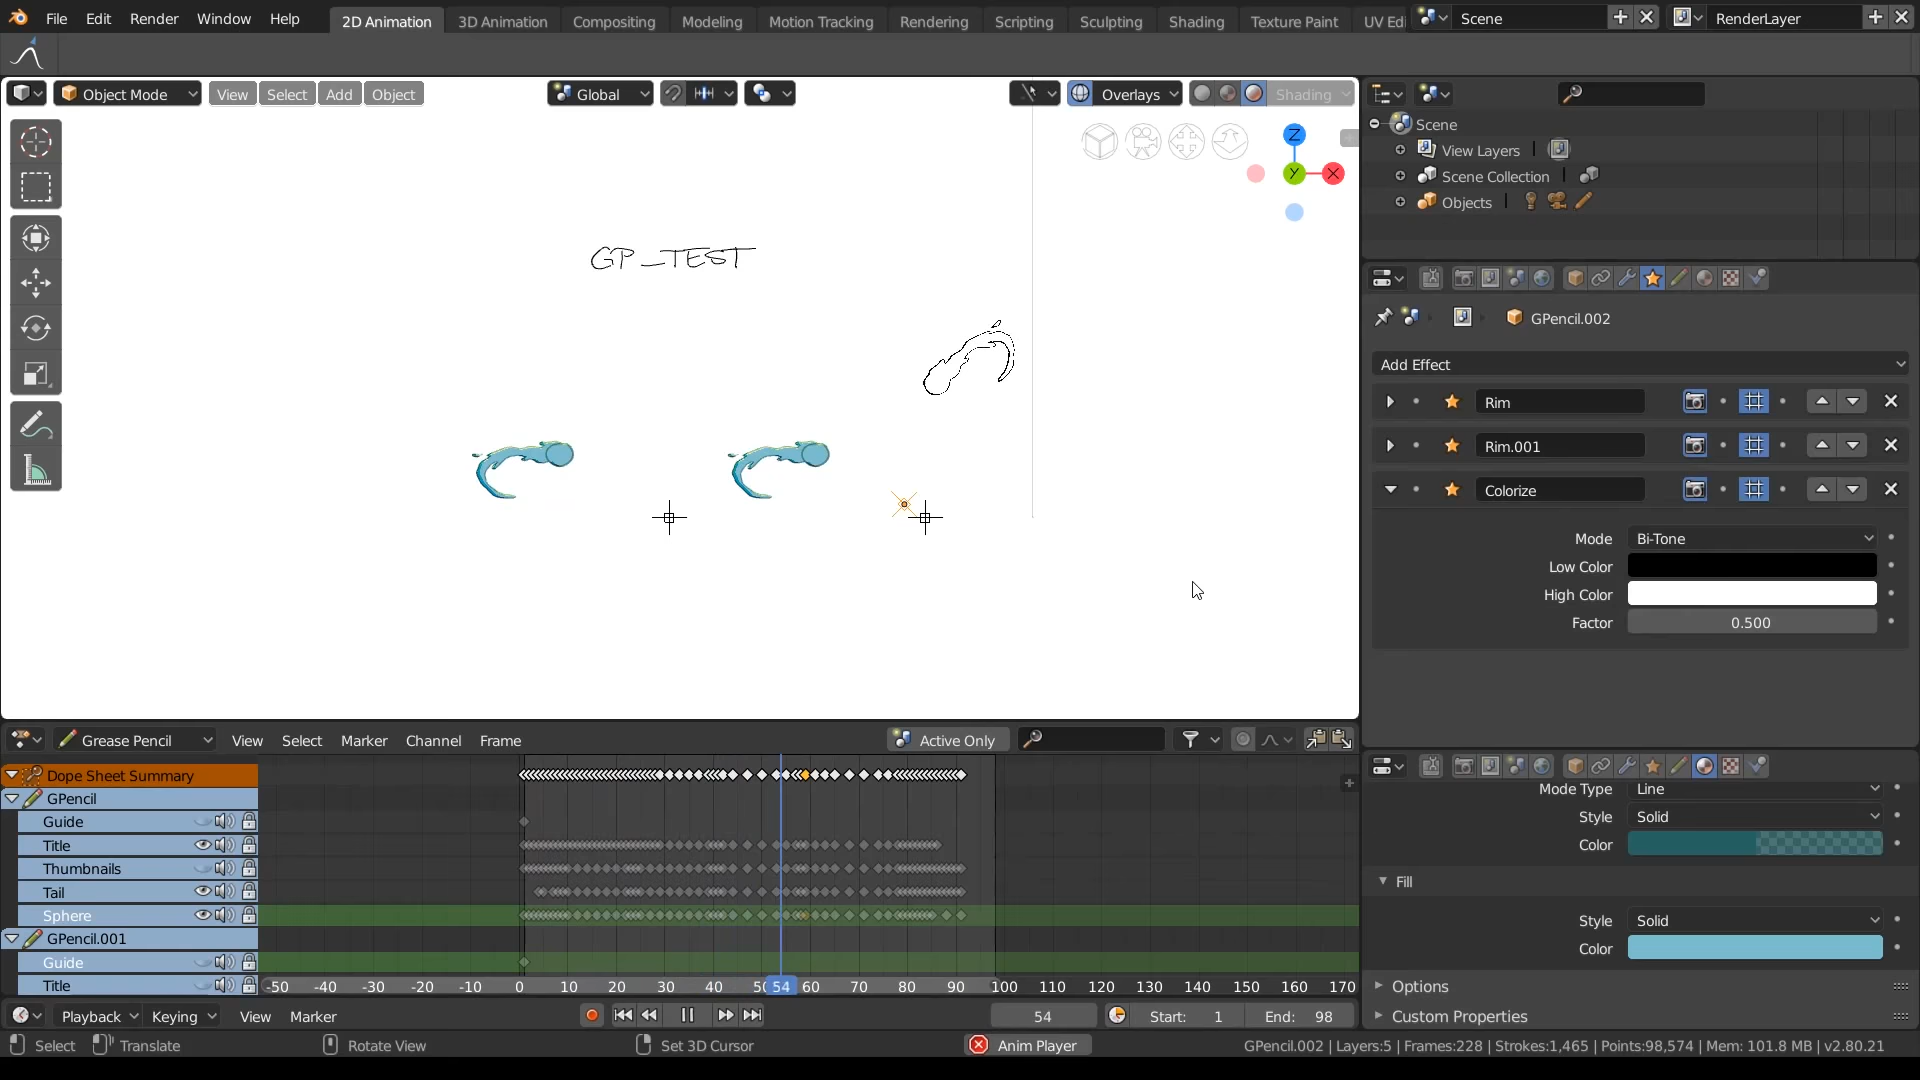 File Edit Render Window Help 2D Animation 3D Animation Compositing Modeling Motion Tracking Rendering Scripting Sculpting Shading Texture Paint UV Edi Scene RenderLayer
Object Mode View Select Add Object Global Overlays Shading
Z
Y X
GP_TEST
Scene
View Layers
Scene Collection
Objects
GPencil.002
Add Effect
Rim
Rim.001
Colorize
Mode Bi-Tone
Low Color
High Color
Factor 0.500
Grease Pencil View Select Marker Channel Frame Active Only
Dope Sheet Summary
GPencil
Guide
Title
Thumbnails
Tail
Sphere
GPencil.001
Guide
Title
-50 -40 -30 -20 -10 0 10 20 30 40 50 54 60 70 80 90 100 110 120 130 140 150 160 170
Mode Type Line
Style Solid
Color
Fill
Style Solid
Color
Options
Custom Properties
Playback Keying View Marker 54 Start: 1 End: 98
Select Translate Rotate View Set 3D Cursor Anim Player GPencil.002 | Layers:5 | Frames:228 | Strokes:1,465 | Points:98,574 | Mem: 101.8 MB | v2.80.21